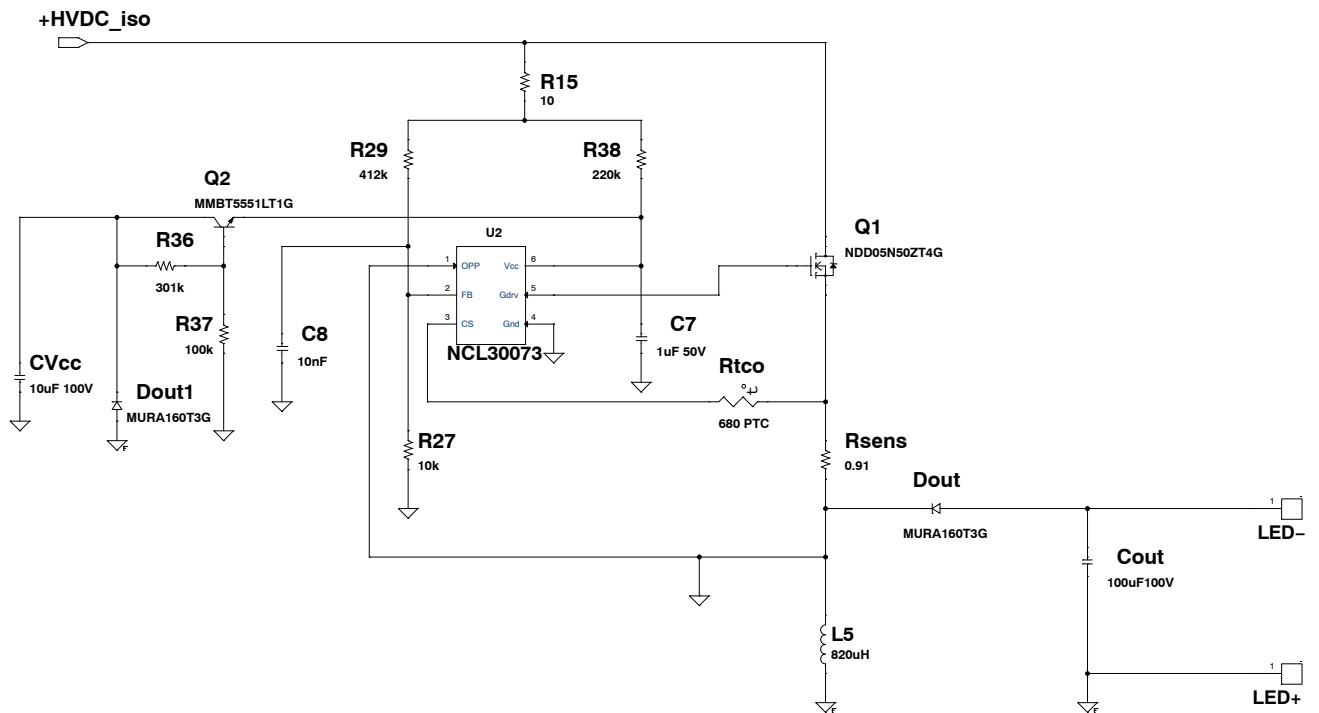 +HVDC_iso
R15
10
R29
412k
R38
220k
Q2
MMBT5551LT1G
R36
301k
R37
100k
CVcc
10uF 100V
Dout1
MURA160T3G
F
C8
10nF
U2
1
OPP
Vcc
6
2
FB
Gdrv
5
3
CS
Gnd
4
NCL30073
C7
1uF 50V
Q1
NDD05N50ZT4G
Rtco
t
680 PTC
R27
10k
Rsens
0.91
Dout
MURA160T3G
1
LED–
Cout
100uF100V
L5
820uH
F
F
1
LED+